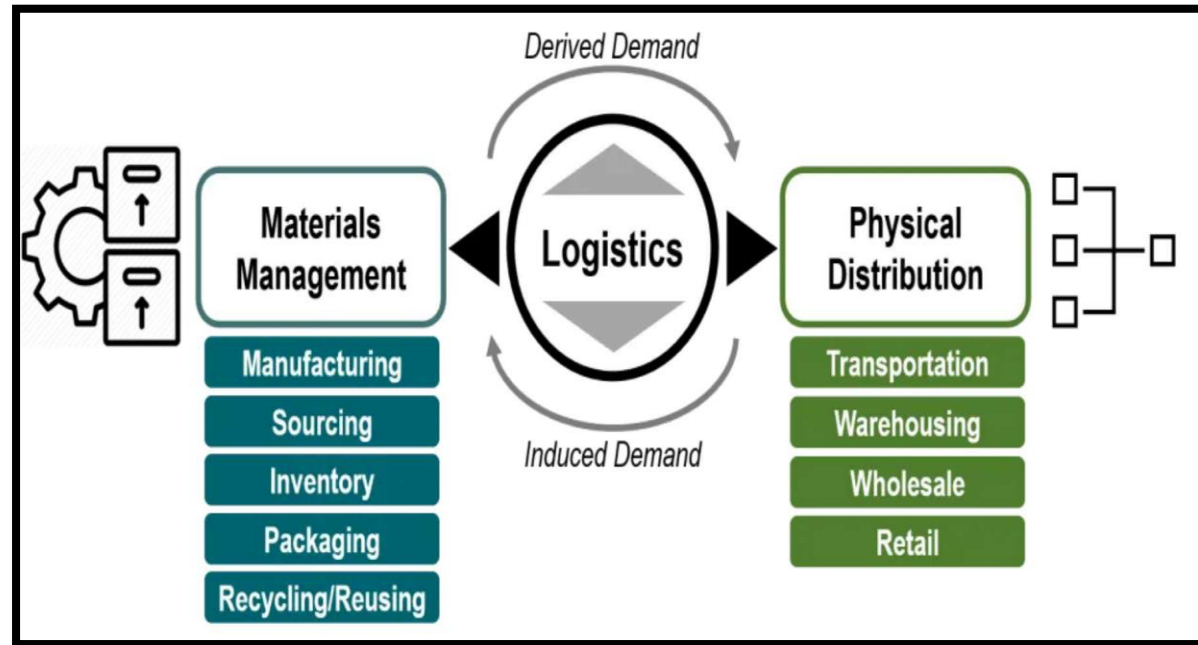 Derived Demand
Materials
Management
Logistics
Physical
Distribution
Manufacturing
Sourcing
Inventory
Packaging
Recycling/Reusing
Induced Demand
Transportation
Warehousing
Wholesale
Retail